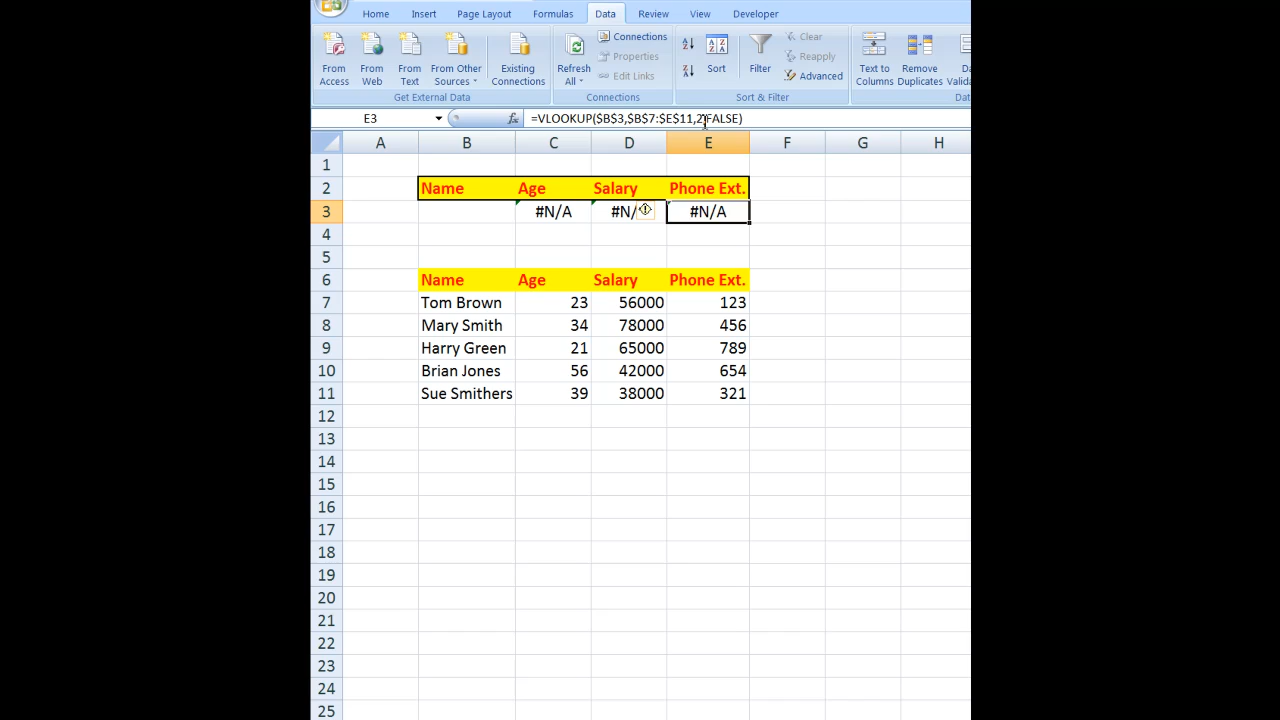 Home Insert Page Layout Formulas Data Review View Developer
From Access
From Web
From Text
From Other Sources
Existing Connections
Get External Data
Refresh All
Connections
Properties
Edit Links
Connections
Sort
Filter
Clear
Reapply
Advanced
Sort & Filter
Text to Columns
Remove Duplicates
E3 fx =VLOOKUP($B$3,$B$7:$E$11,2,FALSE)
A B C D E F G H
1
2 Name Age Salary Phone Ext.
3 #N/A #N/ #N/A
4
5
6 Name Age Salary Phone Ext.
7 Tom Brown 23 56000 123
8 Mary Smith 34 78000 456
9 Harry Green 21 65000 789
10 Brian Jones 56 42000 654
11 Sue Smithers 39 38000 321
12
13
14
15
16
17
18
19
20
21
22
23
24
25